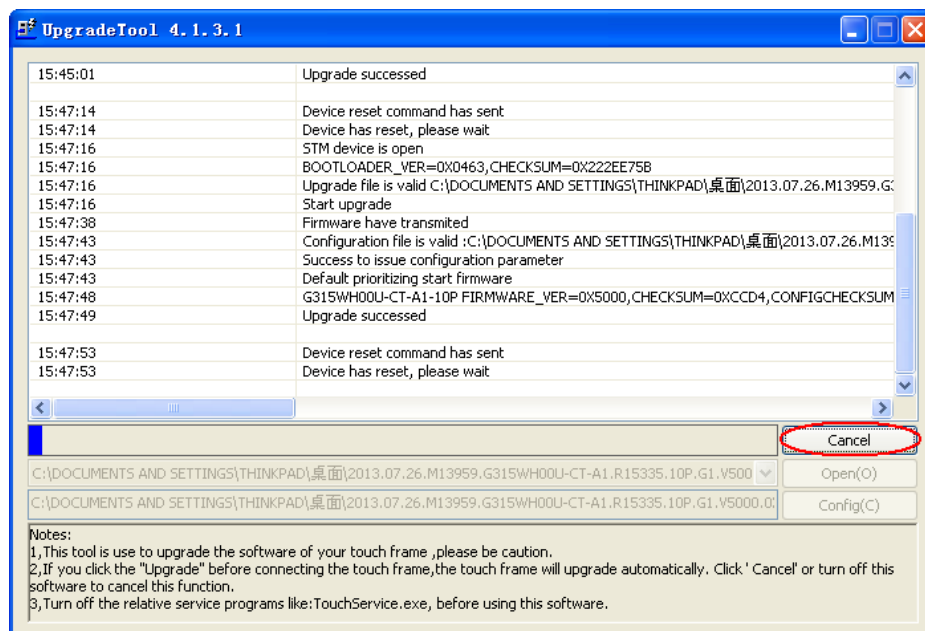 UpgradeTool 4.1.3.1
15:45:01 Upgrade successed
15:47:14 Device reset command has sent
15:47:14 Device has reset, please wait
15:47:16 STM device is open
15:47:16 BOOTLOADER_VER=0X0463,CHECKSUM=0X222EE75B
15:47:16 Upgrade file is valid C:\DOCUMENTS AND SETTINGS\THINKPAD\桌面\2013.07.26.M13959.G
15:47:16 Start upgrade
15:47:38 Firmware have transmited
15:47:43 Configuration file is valid :C:\DOCUMENTS AND SETTINGS\THINKPAD\桌面\2013.07.26.M139
15:47:43 Success to issue configuration parameter
15:47:43 Default prioritizing start firmware
15:47:48 G315WH00U-CT-A1-10P FIRMWARE_VER=0X5000,CHECKSUM=0XCCD4,CONFIGCHECKSUM
15:47:49 Upgrade successed
15:47:53 Device reset command has sent
15:47:53 Device has reset, please wait
Cancel
C:\DOCUMENTS AND SETTINGS\THINKPAD\桌面\2013.07.26.M13959.G315WH00U-CT-A1.R15335.10P.G1.V500 Open(O)
C:\DOCUMENTS AND SETTINGS\THINKPAD\桌面\2013.07.26.M13959.G315WH00U-CT-A1.R15335.10P.G1.V5000.0 Config(C)
Notes:
1,This tool is use to upgrade the software of your touch frame ,please be caution.
2,If you click the "Upgrade" before connecting the touch frame,the touch frame will upgrade automatically. Click ' Cancel' or turn off this
software to cancel this function.
3,Turn off the relative service programs like:TouchService.exe, before using this software.